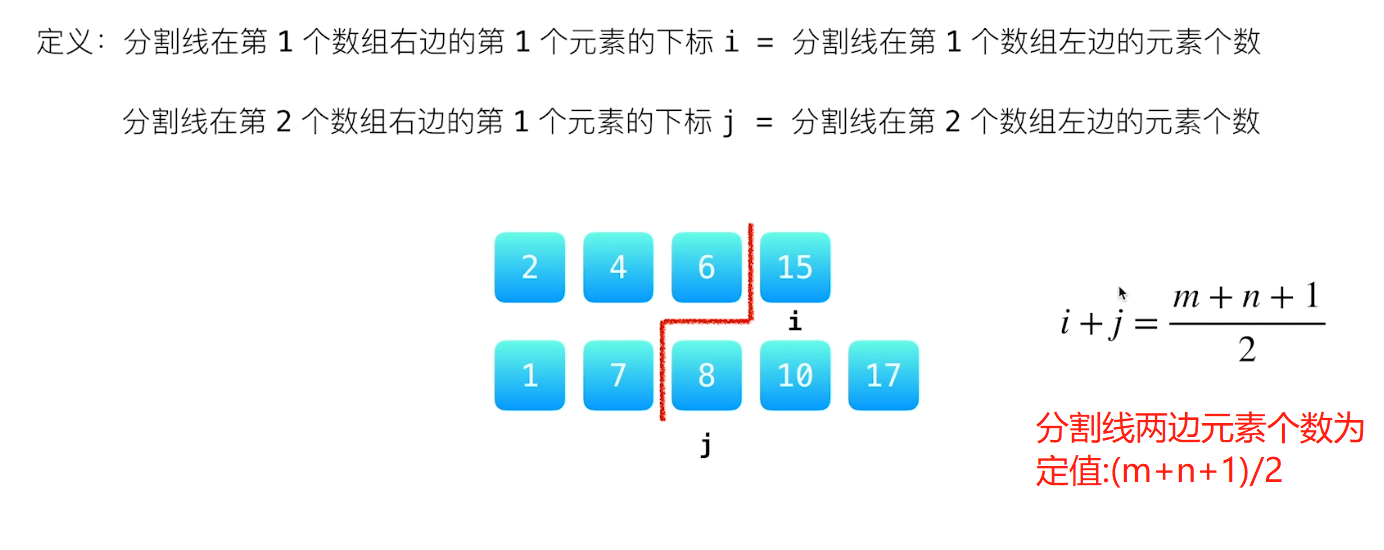 定义：分割线在第 1 个数组右边的第 1 个元素的下标 i = 分割线在第 1 个数组左边的元素个数
分割线在第 2 个数组右边的第 1 个元素的下标 j = 分割线在第 2 个数组左边的元素个数
2 4 6 15
i
1 7 8 10 17
j
i + j = \frac{m + n + 1}{2}
分割线两边元素个数为
定值:(m+n+1)/2